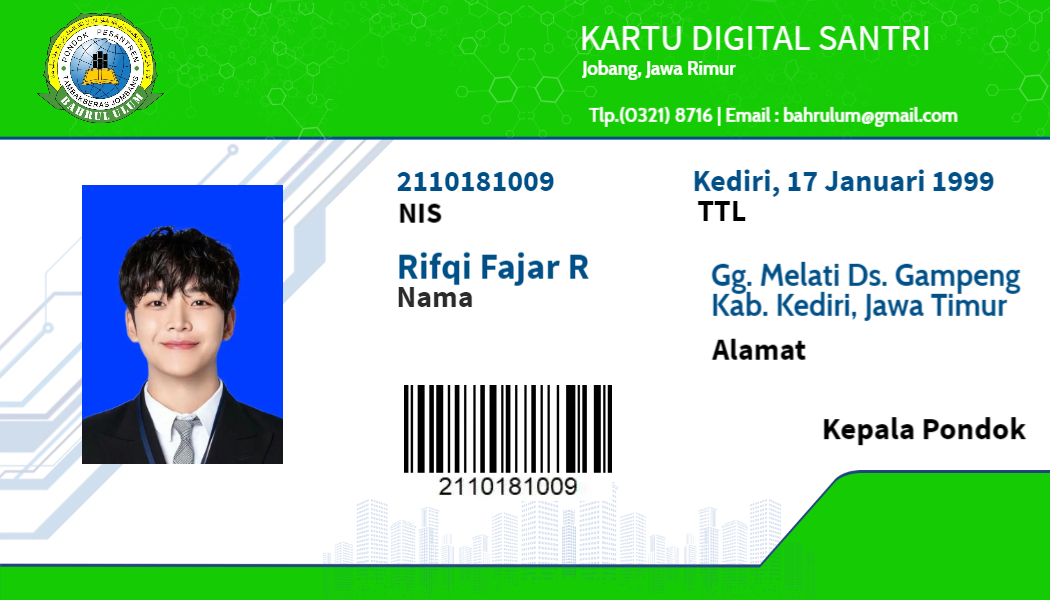 PONDOK PESANTREN
TAMBAKBERAS JOMBANG
BAHRUL ULUM
KARTU DIGITAL SANTRI
Jobang, Jawa Rimur
Tlp.(0321) 8716 | Email : bahrulum@gmail.com
2110181009
NIS
Rifqi Fajar R
Nama
Kediri, 17 Januari 1999
TTL
Gg. Melati Ds. Gampeng
Kab. Kediri, Jawa Timur
Alamat
2110181009
Kepala Pondok